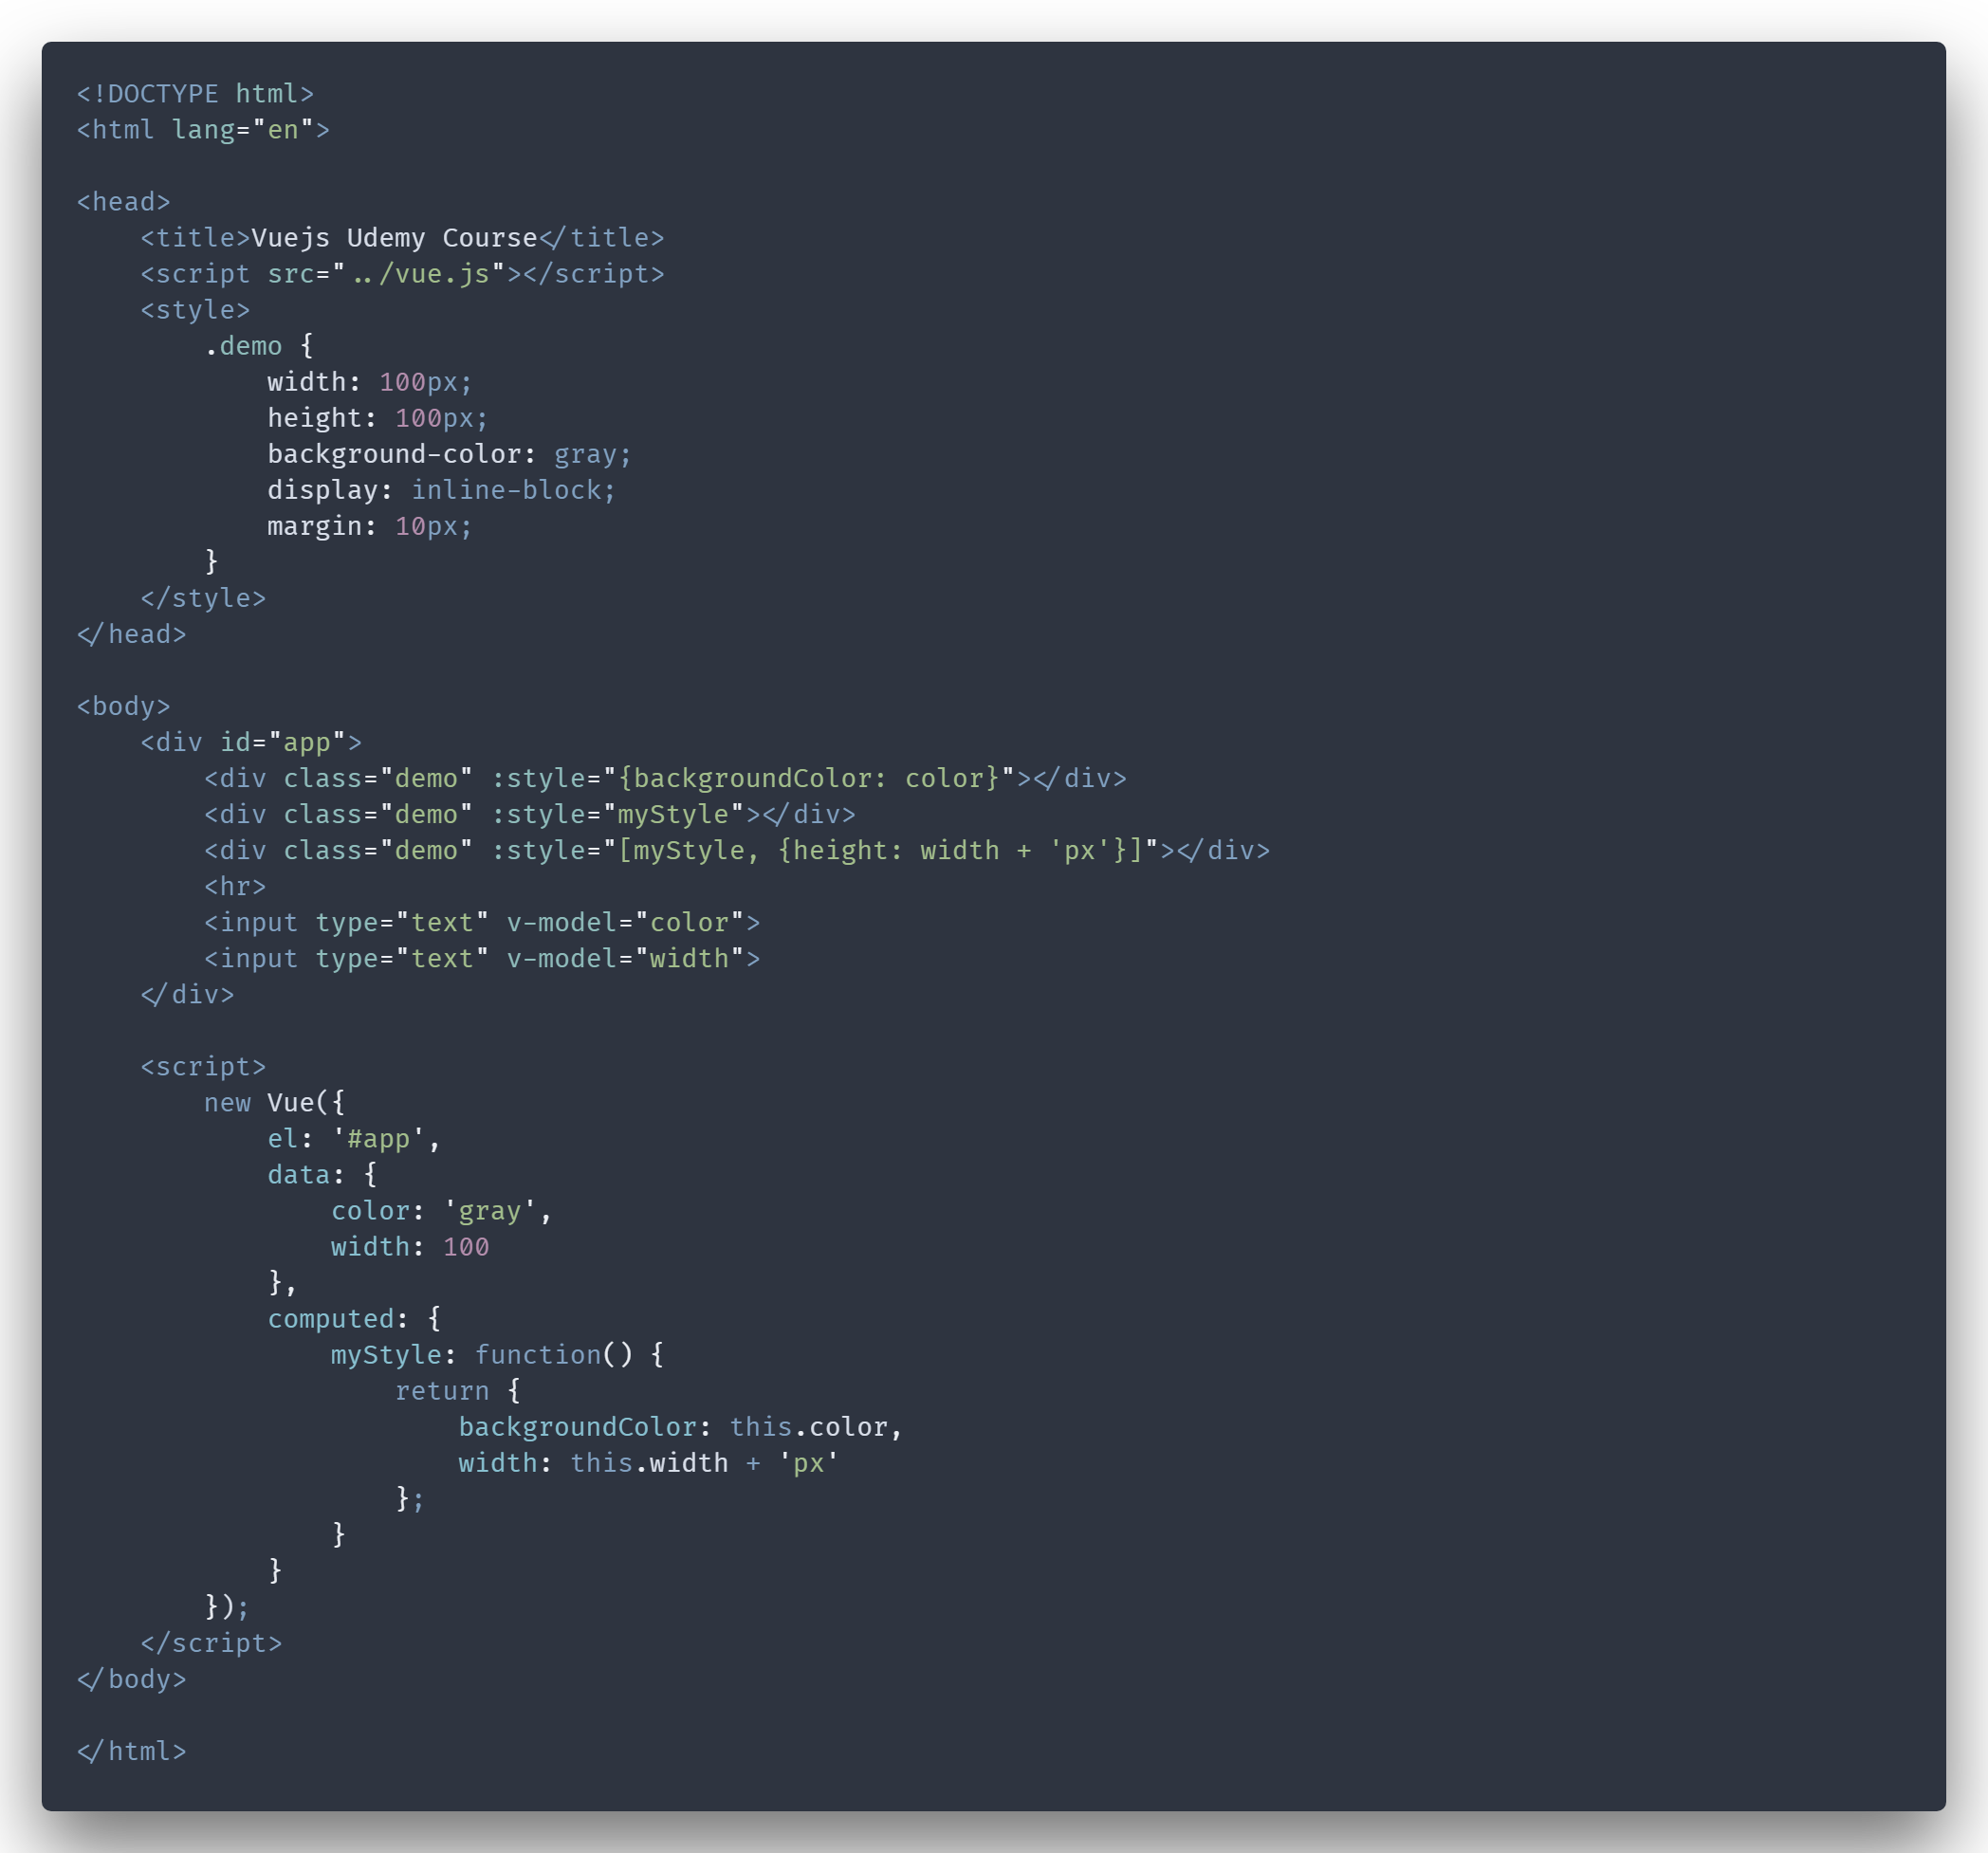 <!DOCTYPE html>
<html lang="en">

<head>
    <title>Vuejs Udemy Course</title>
    <script src="../vue.js"></script>
    <style>
        .demo {
            width: 100px;
            height: 100px;
            background-color: gray;
            display: inline-block;
            margin: 10px;
        }
    </style>
</head>

<body>
    <div id="app">
        <div class="demo" :style="{backgroundColor: color}"></div>
        <div class="demo" :style="myStyle"></div>
        <div class="demo" :style="[myStyle, {height: width + 'px'}]"></div>
        <hr>
        <input type="text" v-model="color">
        <input type="text" v-model="width">
    </div>

    <script>
        new Vue({
            el: '#app',
            data: {
                color: 'gray',
                width: 100
            },
            computed: {
                myStyle: function() {
                    return {
                        backgroundColor: this.color,
                        width: this.width + 'px'
                    };
                }
            }
        });
    </script>
</body>

</html>